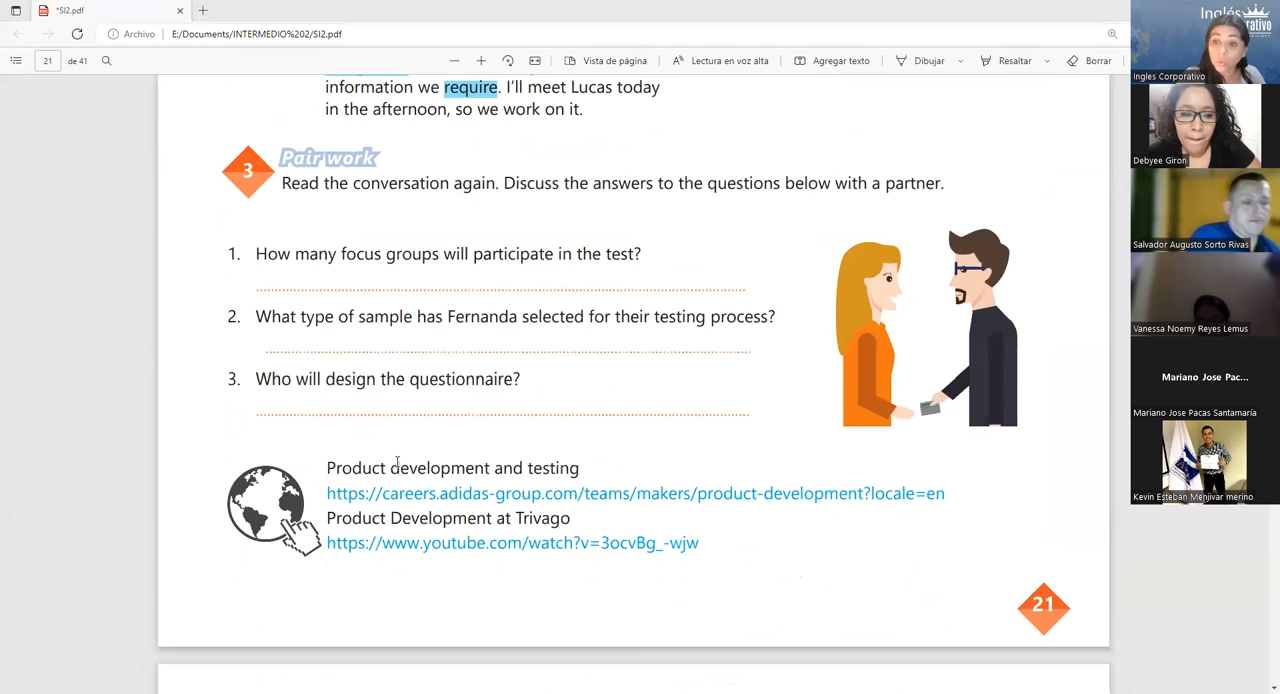 *SI2.pdf
Archivo
E:/Documents/INTERMEDIO%202/SI2.pdf
21
de 41
Vista de página
Lectura en voz alta
Agregar texto
Dibujar
Resaltar
Borrar
information we require. I'll meet Lucas today
in the afternoon, so we work on it.
3
Pair work
Read the conversation again. Discuss the answers to the questions below with a partner.
1. How many focus groups will participate in the test?
2. What type of sample has Fernanda selected for their testing process?
3. Who will design the questionnaire?
Product development and testing
https://careers.adidas-group.com/teams/makers/product-development?locale=en
Product Development at Trivago
https://www.youtube.com/watch?v=3ocvBg_-wjw
21
Inglés
Ingles Corporativo
Debyee Giron
Salvador Augusto Sorto Rivas
Vanessa Noemy Reyes Lemus
Mariano Jose Pac...
Mariano Jose Pacas Santamaría
Kevin Esteban Menjivar merino